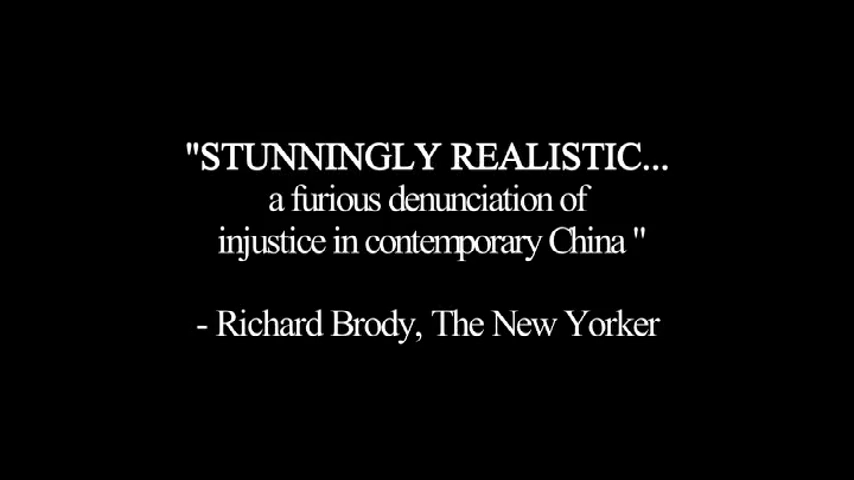 "STUNNINGLY REALISTIC...
a furious denunciation of
injustice in contemporary China "
- Richard Brody, The New Yorker